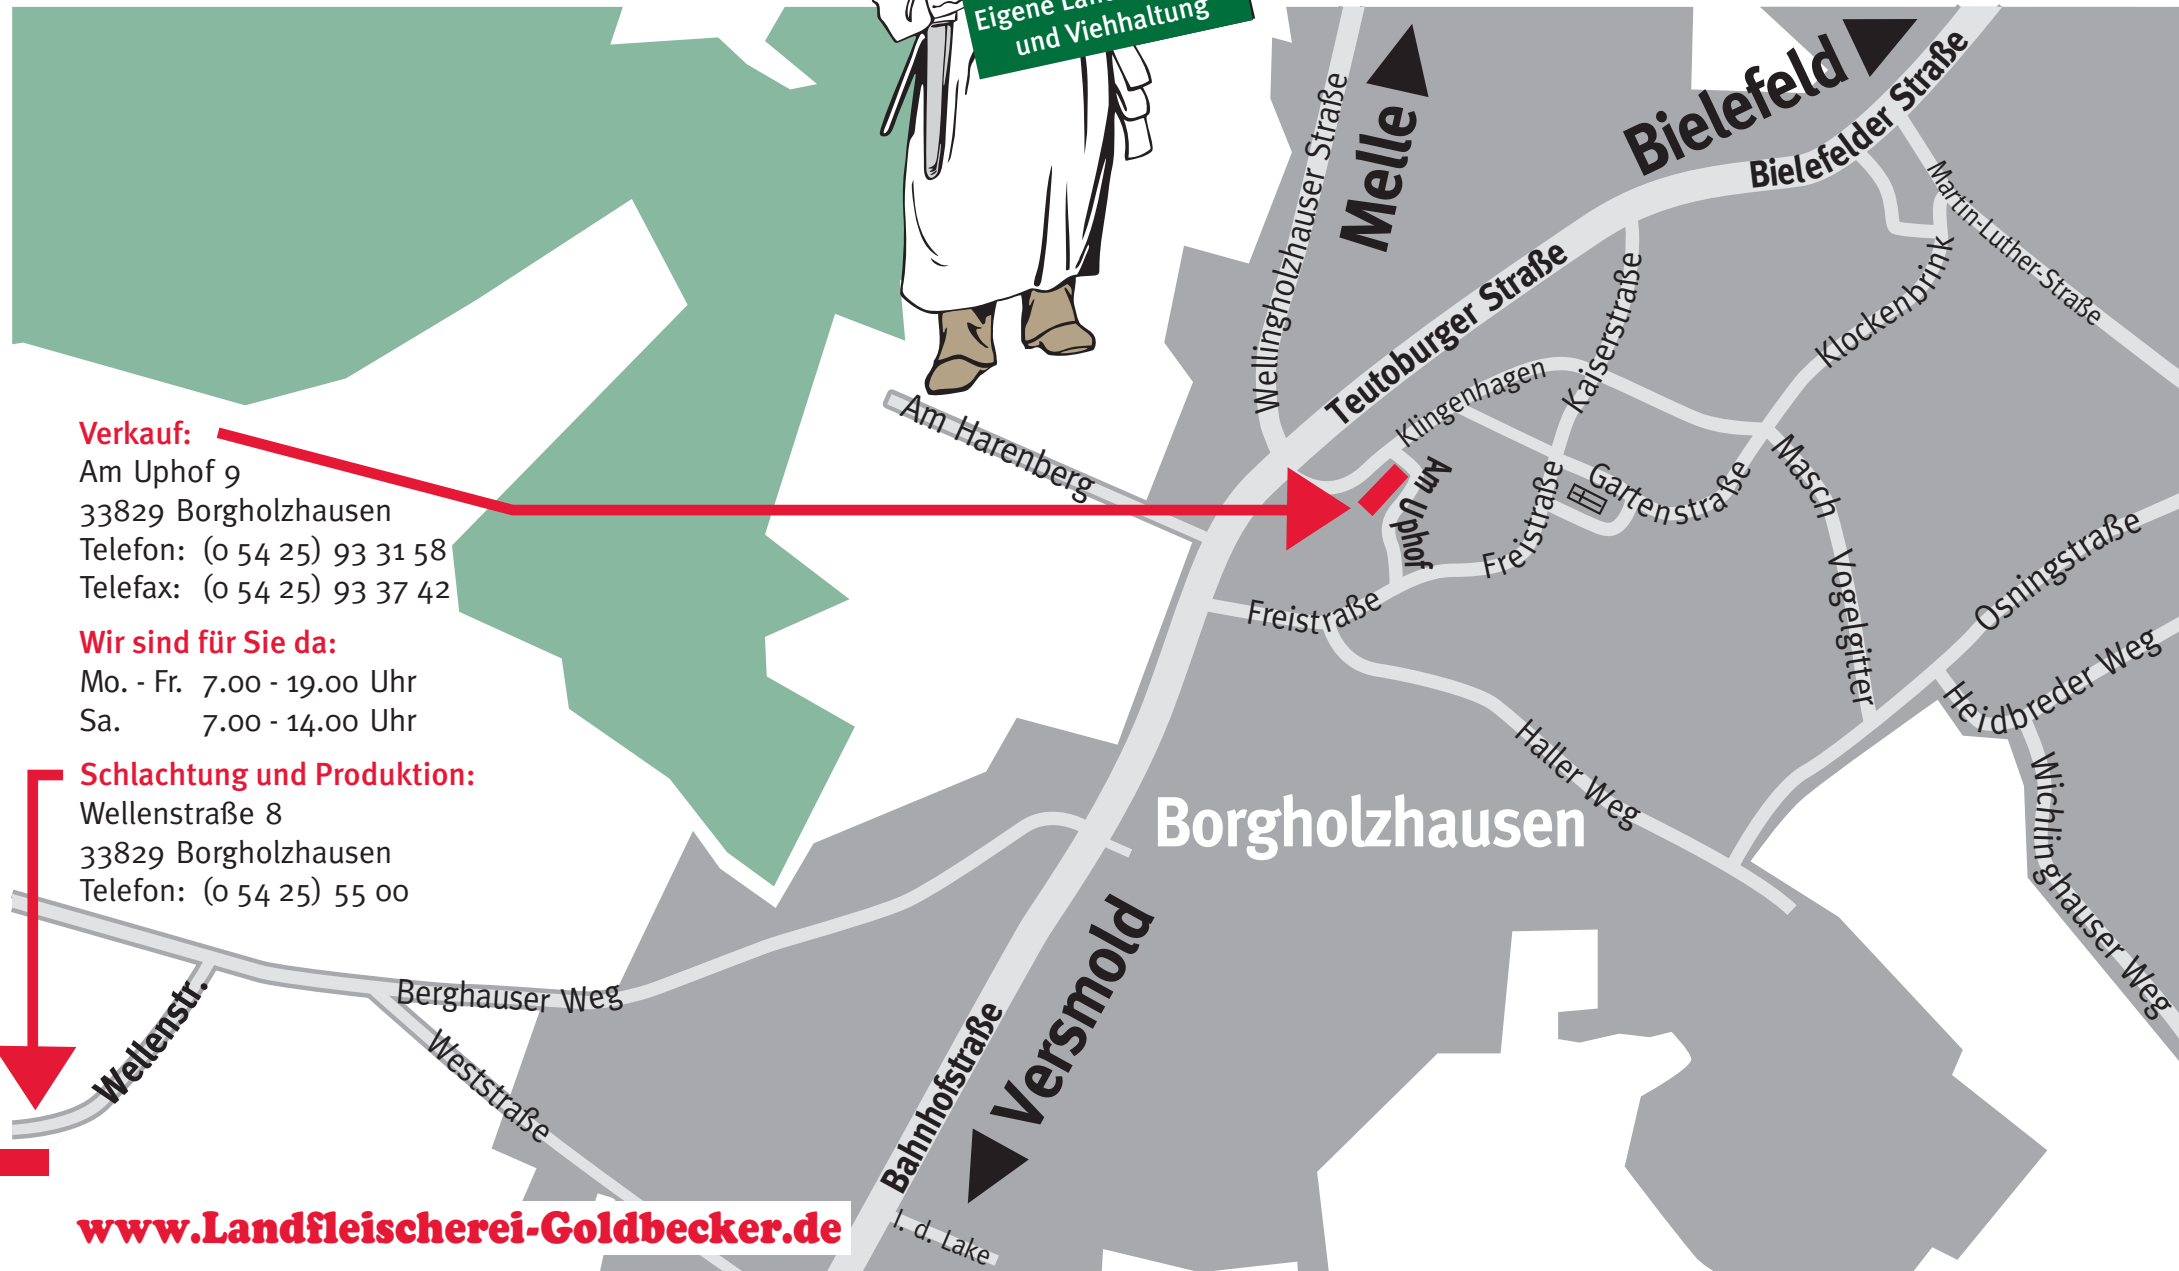 Eigene
und Viehhaltung
Melle
Bielefeld
Bielefelder Straße
Wellingholzhauser Straße
Martin-Luther-Straße
Teutoburger Straße
Kaiserstraße
Klockenbrink
Klingenhagen
Am Harenberg
Am Uphof
Gartenstraße
Masch
Vogelgitter
Freistraße
Freistraße
Osningstraße
Heidbreder Weg
Wichlinghauser Weg
Haller Weg
Borgholzhausen
Verkauf:
Am Uphof 9
33829 Borgholzhausen
Telefon: (0 54 25) 93 31 58
Telefax: (0 54 25) 93 37 42
Wir sind für Sie da:
Mo. - Fr. 7.00 - 19.00 Uhr
Sa. 7.00 - 14.00 Uhr
Schlachtung und Produktion:
Wellenstraße 8
33829 Borgholzhausen
Telefon: (0 54 25) 55 00
Berghauser Weg
Wellenstr.
Weststraße
Versmold
Bahnhofstraße
I. d. Lake
www.Landfleischerei-Goldbecker.de